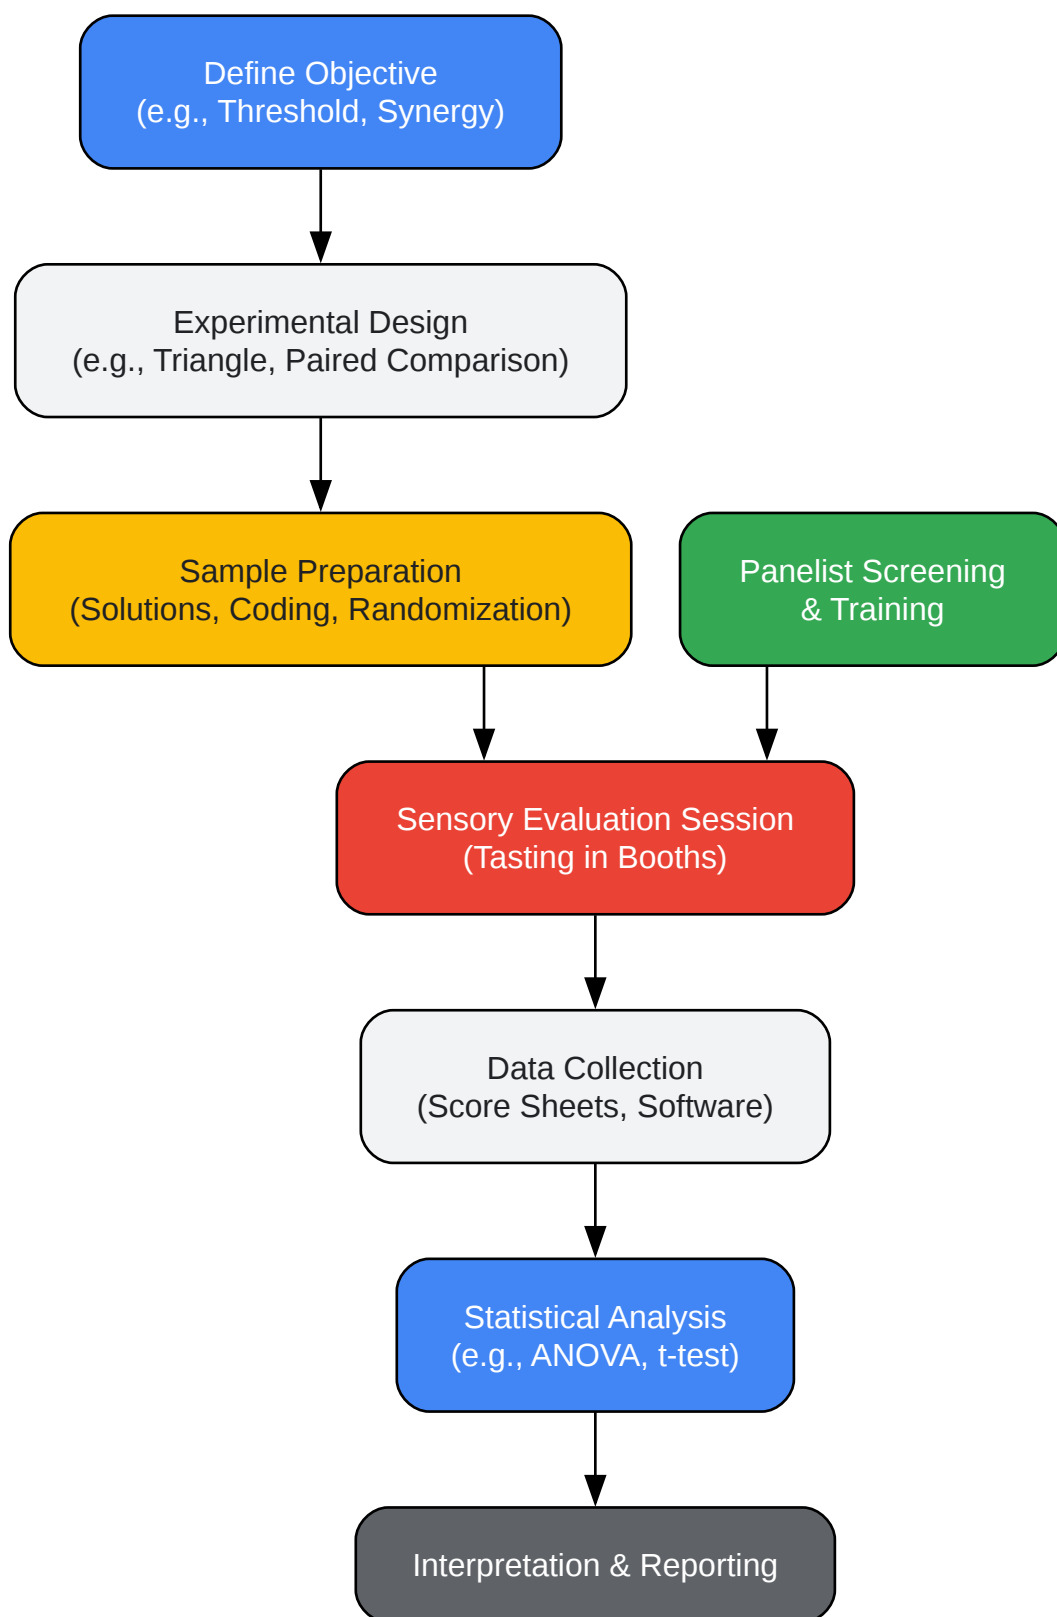 Define Objective
(e.g., Threshold, Synergy)
Experimental Design
(e.g., Triangle, Paired Comparison)
Sample Preparation
(Solutions, Coding, Randomization)
Panelist Screening
& Training
Sensory Evaluation Session
(Tasting in Booths)
Data Collection
(Score Sheets, Software)
Statistical Analysis
(e.g., ANOVA, t-test)
Interpretation & Reporting